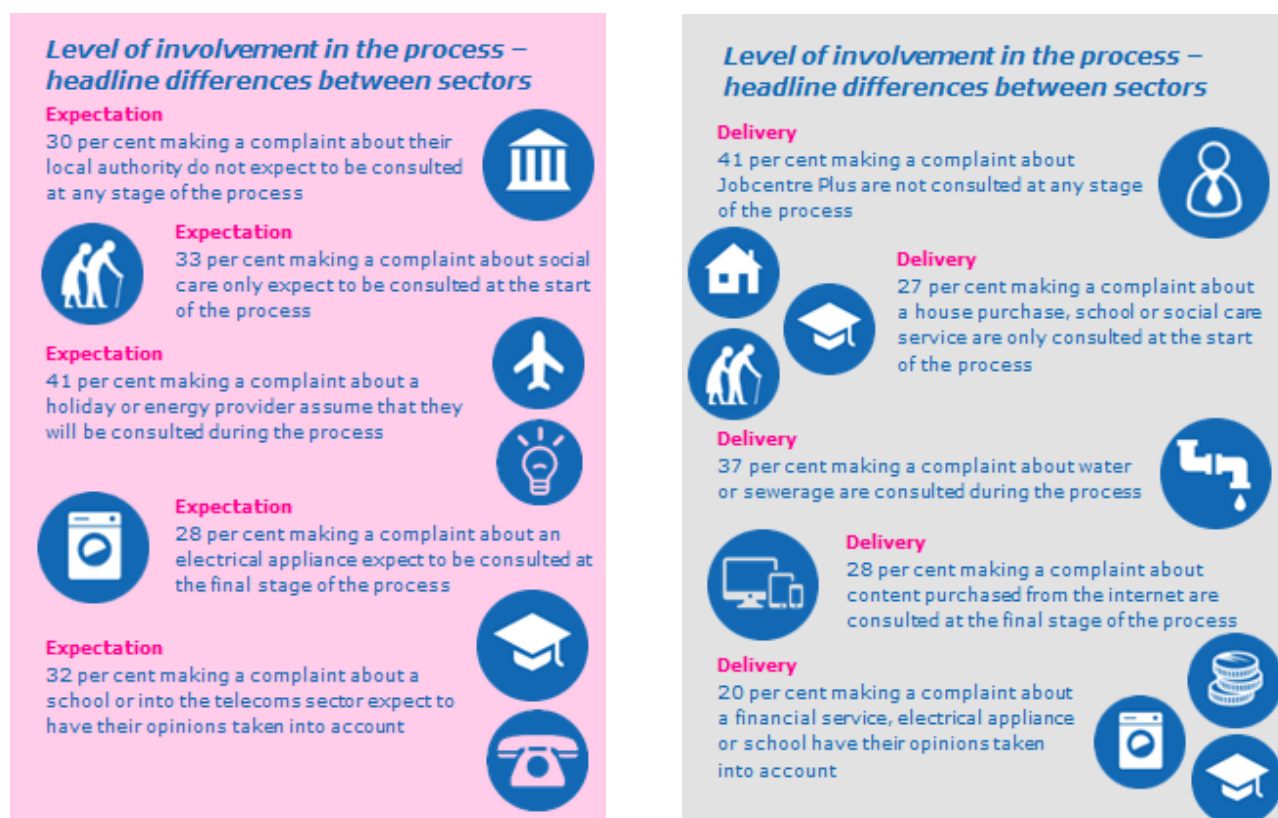 Level of involvement in the process –
headline differences between sectors
Expectation
30 per cent making a complaint about their
local authority do not expect to be consulted
at any stage of the process
Expectation
33 per cent making a complaint about social
care only expect to be consulted at the start
of the process
Expectation
41 per cent making a complaint about a
holiday or energy provider assume that they
will be consulted during the process
Expectation
28 per cent making a complaint about an
electrical appliance expect to be consulted at
the final stage of the process
Expectation
32 per cent making a complaint about a
school or into the telecoms sector expect to
have their opinions taken into account
Level of involvement in the process –
headline differences between sectors
Delivery
41 per cent making a complaint about
Jobcentre Plus are not consulted at any stage
of the process
Delivery
27 per cent making a complaint about
a house purchase, school or social care
service are only consulted at the start
of the process
Delivery
37 per cent making a complaint about water
or sewerage are consulted during the process
Delivery
28 per cent making a complaint about
content purchased from the internet are
consulted at the final stage of the process
Delivery
20 per cent making a complaint about
a financial service, electrical appliance
or school have their opinions taken
into account